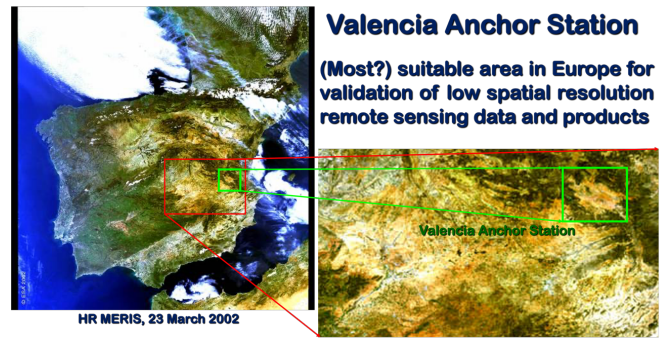 Valencia Anchor Station
(Most?) suitable area in Europe for
validation of low spatial resolution
remote sensing data and products
Valencia Anchor Station
HR MERIS, 23 March 2002